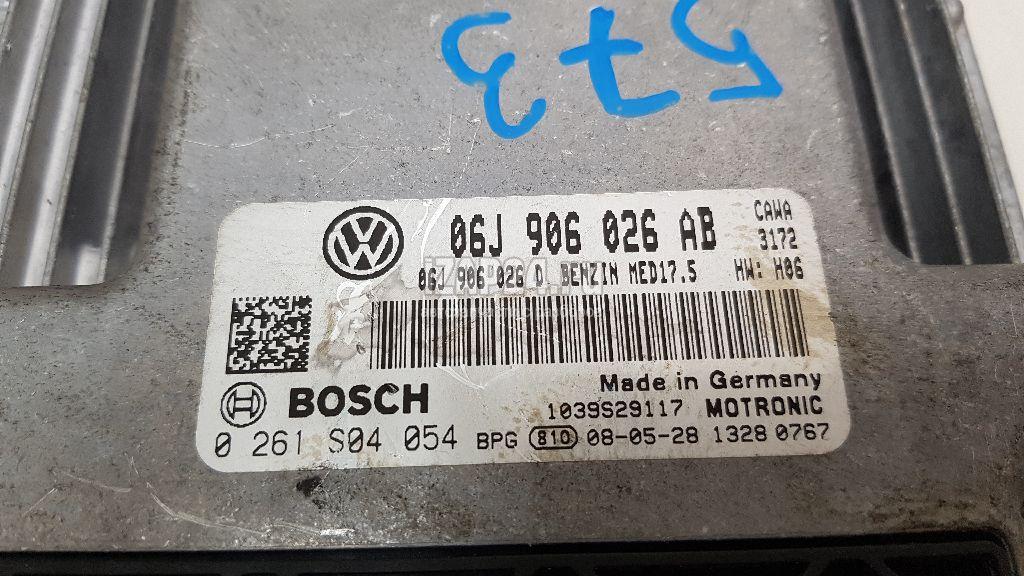 573
06J 906 026 AB
CAWA
3172
06J 906 026 D BENZIN MED17.5 HW: H06
BOSCH
Made in Germany
1039S29117 MOTRONIC
0 261 S04 054 BPG 810 08-05-28 1328 0767